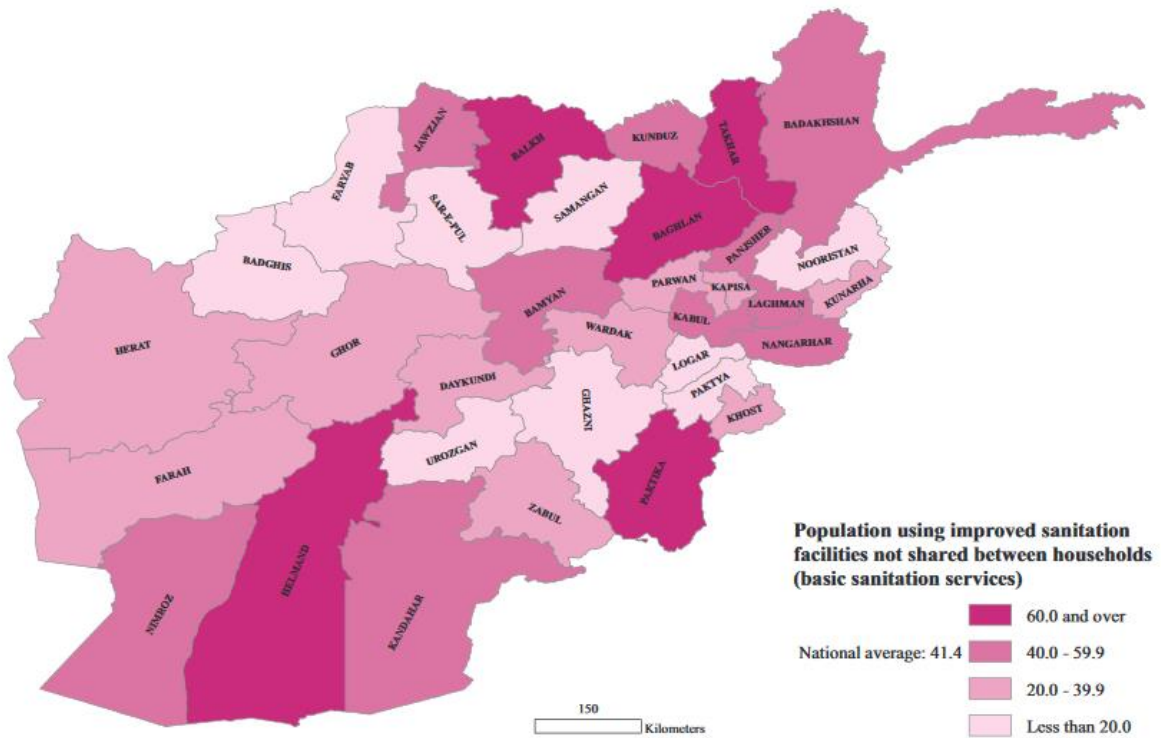 JAWZJAN
BALKH
KUNDUZ
TAKHAR
BADAKHSHAN
FARYAB
SAR-E-PUL
SAMANGAN
BAGHLAN
PANJSHER
NOORISTAN
BADGHIS
BAMYAN
PARWAN
KAPISA
KUNARHA
LAGHMAN
KABUL
WARDAK
NANGARHAR
HERAT
GHOR
LOGAR
DAYKUNDI
PAKTYA
GHAZNI
KHOST
UROZGAN
FARAH
PAKTIKA
ZABUL
HELMAND
NIMROZ
KANDAHAR
Population using improved sanitation
facilities not shared between households
(basic sanitation services)
60.0 and over
National average: 41.4
40.0 - 59.9
20.0 - 39.9
Less than 20.0
150
Kilometers